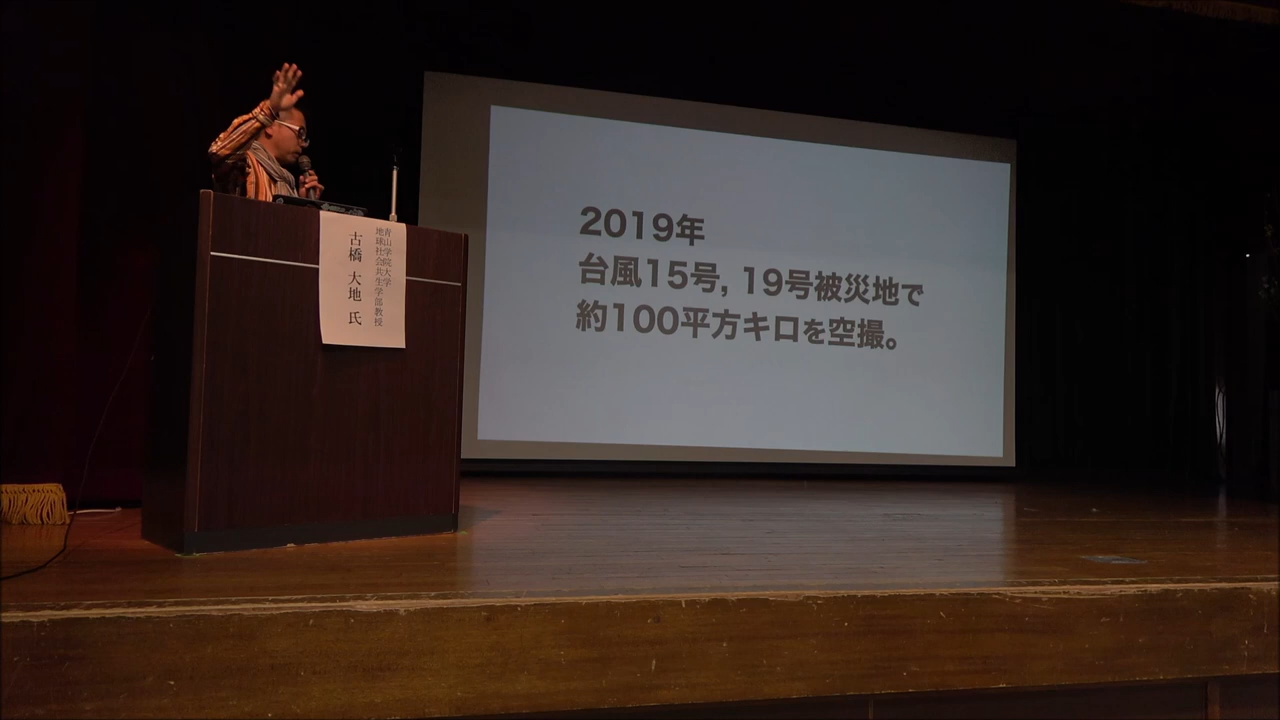 青山学院大学
地球社会共生学部教授
古橋 大地 氏
2019年
台風15号, 19号被災地で
約100平方キロを空撮。